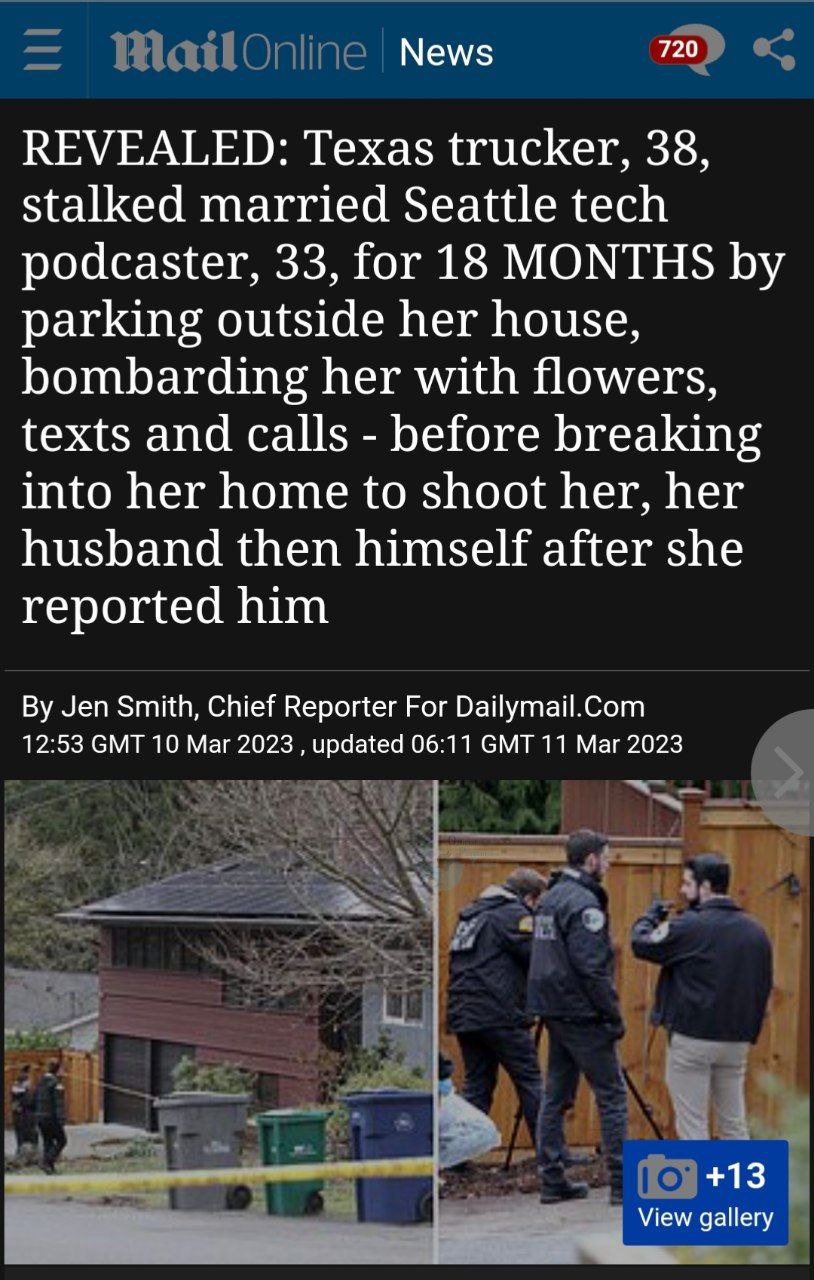 MailOnline News 720
REVEALED: Texas trucker, 38,
stalked married Seattle tech
podcaster, 33, for 18 MONTHS by
parking outside her house,
bombarding her with flowers,
texts and calls - before breaking
into her home to shoot her, her
husband then himself after she
reported him
By Jen Smith, Chief Reporter For Dailymail.Com
12:53 GMT 10 Mar 2023 , updated 06:11 GMT 11 Mar 2023
+13
View gallery